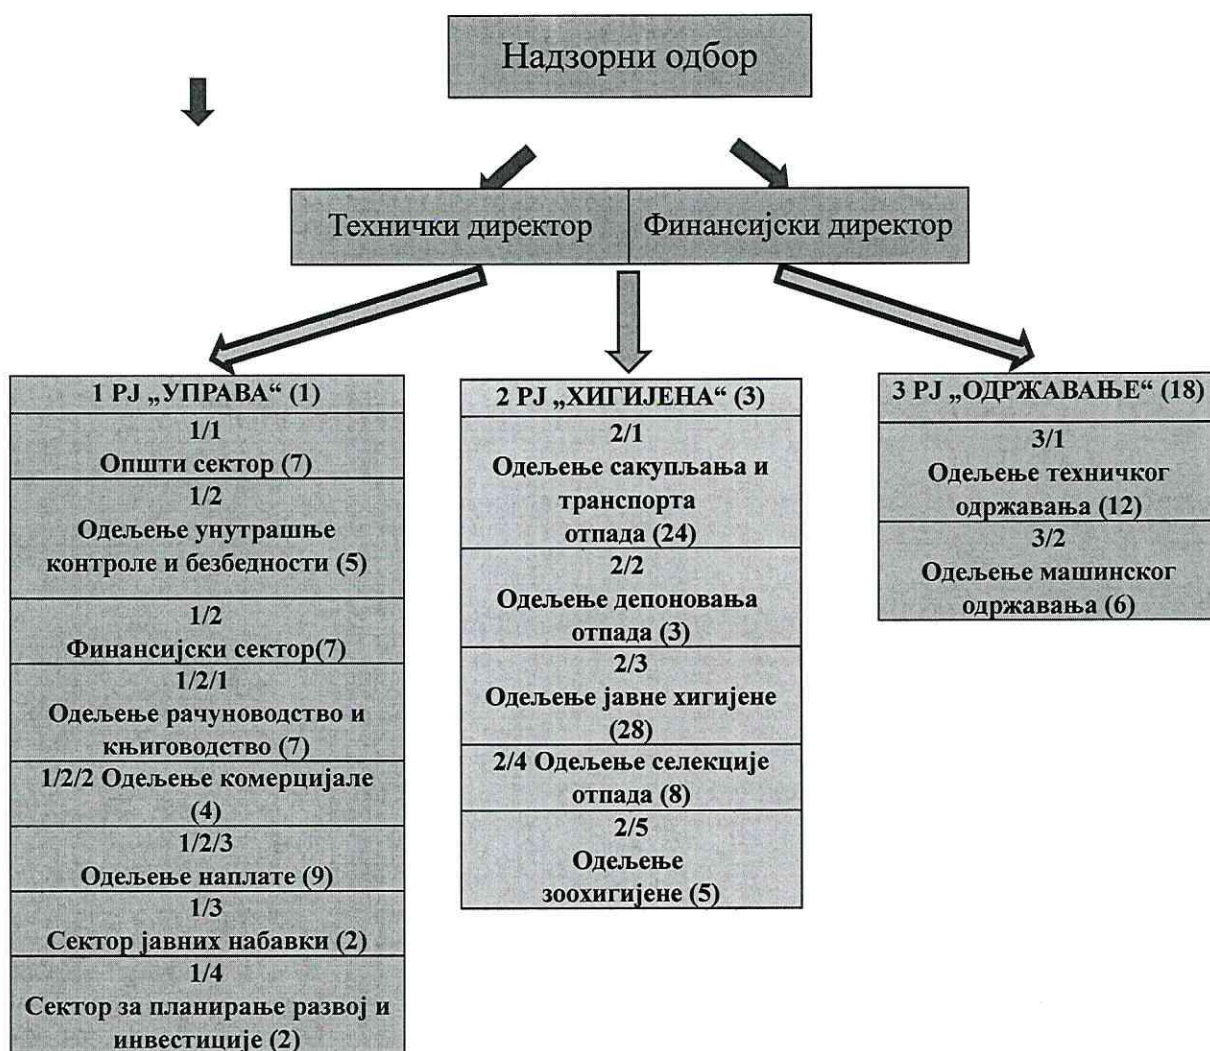 Надзорни одбор
Технички директор
Финансијски директор
1 РЈ „УПРАВА“ (1)
1/1
Општи сектор (7)
1/2
Одељење унутрашње
контроле и безбедности (5)
1/2
Финансијски сектор(7)
1/2/1
Одељење рачуноводство и
књиговодство (7)
1/2/2 Одељење комерцијале
(4)
1/2/3
Одељење наплате (9)
1/3
Сектор јавних набавки (2)
1/4
Сектор за планирање развој и
инвестиције (2)
2 РЈ „ХИГИЈЕНА“ (3)
2/1
Одељење сакупљања и
транспорта
отпада (24)
2/2
Одељење депоновања
отпада (3)
2/3
Одељење јавне хигијене
(28)
2/4 Одељење селекције
отпада (8)
2/5
Одељење
зоохигијене (5)
3 РЈ „ОДРЖАВАЊЕ“ (18)
3/1
Одељење техничког
одржавања (12)
3/2
Одељење машинског
одржавања (6)